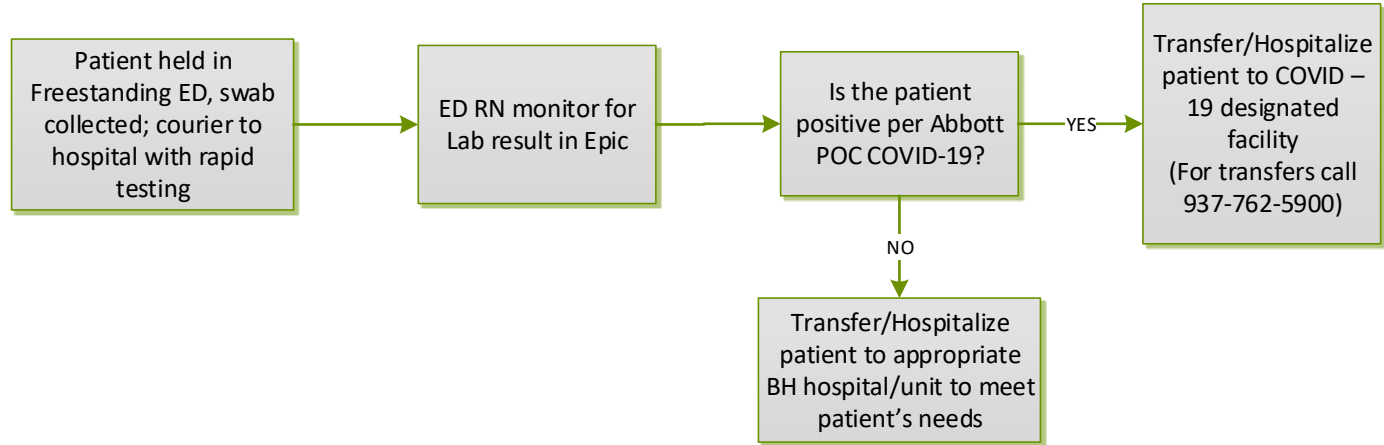 Patient held in
Freestanding ED, swab
collected; courier to
hospital with rapid
testing
ED RN monitor for
Lab result in Epic
Is the patient
positive per Abbott
POC COVID-19?
YES
Transfer/Hospitalize
patient to COVID –
19 designated
facility
(For transfers call
937-762-5900)
NO
Transfer/Hospitalize
patient to appropriate
BH hospital/unit to meet
patient’s needs